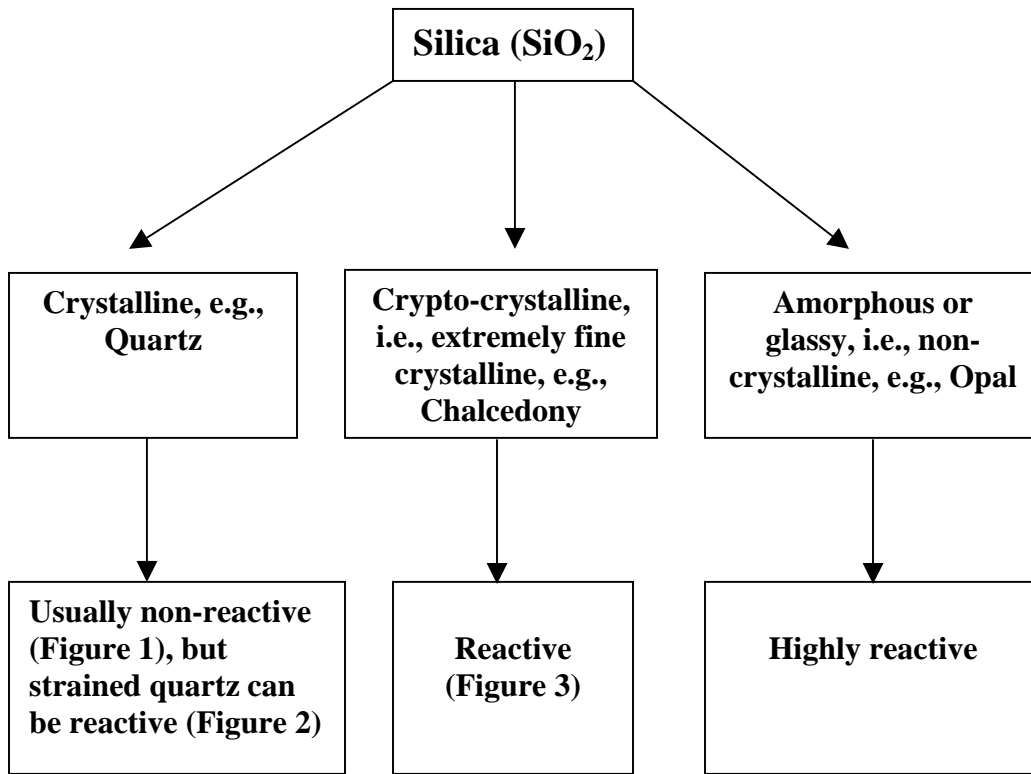 Silica (SiO₂)
Crystalline, e.g.,
Quartz
Crypto-crystalline,
i.e., extremely fine
crystalline, e.g.,
Chalcedony
Amorphous or
glassy, i.e., non-
crystalline, e.g., Opal
Usually non-reactive
(Figure 1), but
strained quartz can
be reactive (Figure 2)
Reactive
(Figure 3)
Highly reactive